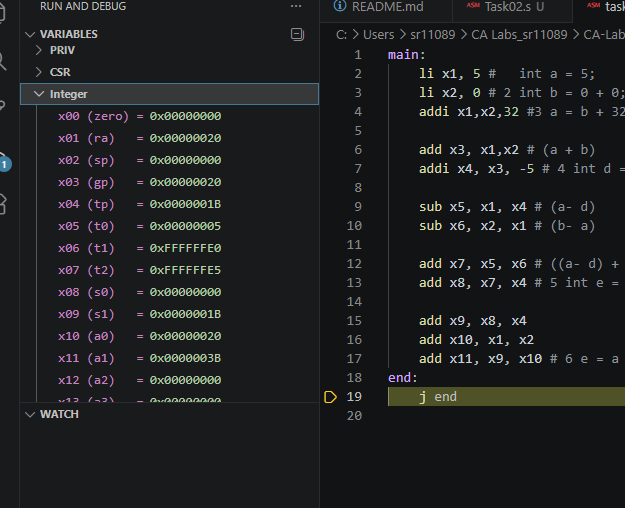 RUN AND DEBUG ...
VARIABLES
PRIV
CSR
Integer
x00 (zero) = 0x00000000
x01 (ra) = 0x00000020
x02 (sp) = 0x00000000
x03 (gp) = 0x00000020
x04 (tp) = 0x0000001B
x05 (t0) = 0x00000005
x06 (t1) = 0xFFFFFFE0
x07 (t2) = 0xFFFFFFE5
x08 (s0) = 0x00000000
x09 (s1) = 0x0000001B
x10 (a0) = 0x00000020
x11 (a1) = 0x0000003B
x12 (a2) = 0x00000000
x13 (a3) = 0x00000000
WATCH
1
README.md
ASM Task02.s U
ASM task
C: > Users > sr11089 > CA Labs_sr11089 > CA-Lab
1 main:
2 li x1, 5 # int a = 5;
3 li x2, 0 # 2 int b = 0 + 0;
4 addi x1,x2,32 #3 a = b + 32
5
6 add x3, x1,x2 # (a + b)
7 addi x4, x3, -5 # 4 int d =
8
9 sub x5, x1, x4 # (a- d)
10 sub x6, x2, x1 # (b- a)
11
12 add x7, x5, x6 # ((a- d) +
13 add x8, x7, x4 # 5 int e =
14
15 add x9, x8, x4
16 add x10, x1, x2
17 add x11, x9, x10 # 6 e = a
18 end:
19 j end
20